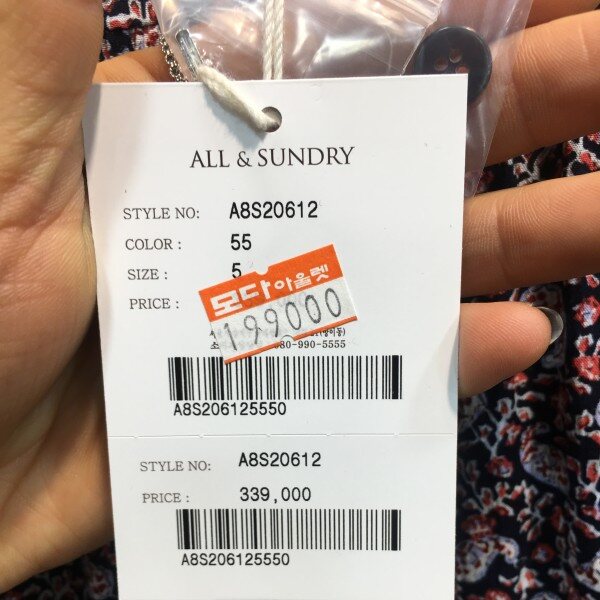 ALL & SUNDRY
STYLE NO: A8S20612
COLOR : 55
SIZE : 5
모다아울렛
PRICE :
199000
080-990-5555
A8S206125550
STYLE NO: A8S20612
PRICE : 339,000
A8S206125550